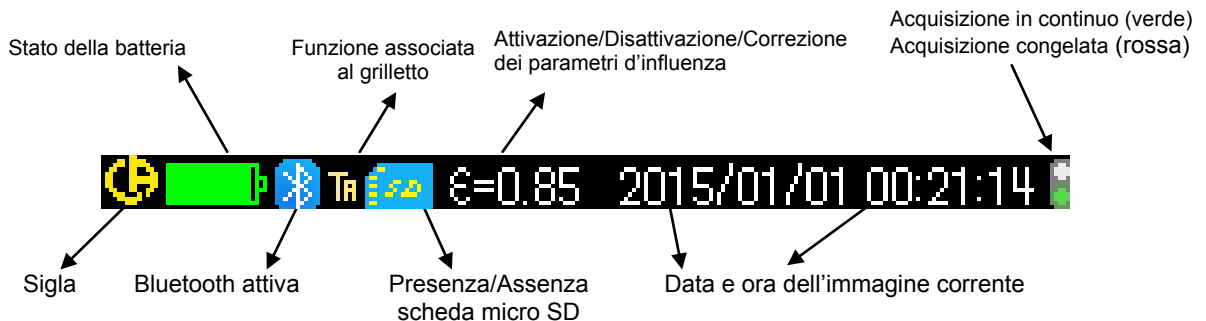 Acquisizione in continuo (verde)
Acquisizione congelata (rossa)
Stato della batteria
Funzione associata
al grilletto
Attivazione/Disattivazione/Correzione
dei parametri d’influenza
CA TA SD Ɛ=0.85 2015/01/01 00:21:14
Sigla
Bluetooth attiva
Presenza/Assenza
scheda micro SD
Data e ora dell’immagine corrente